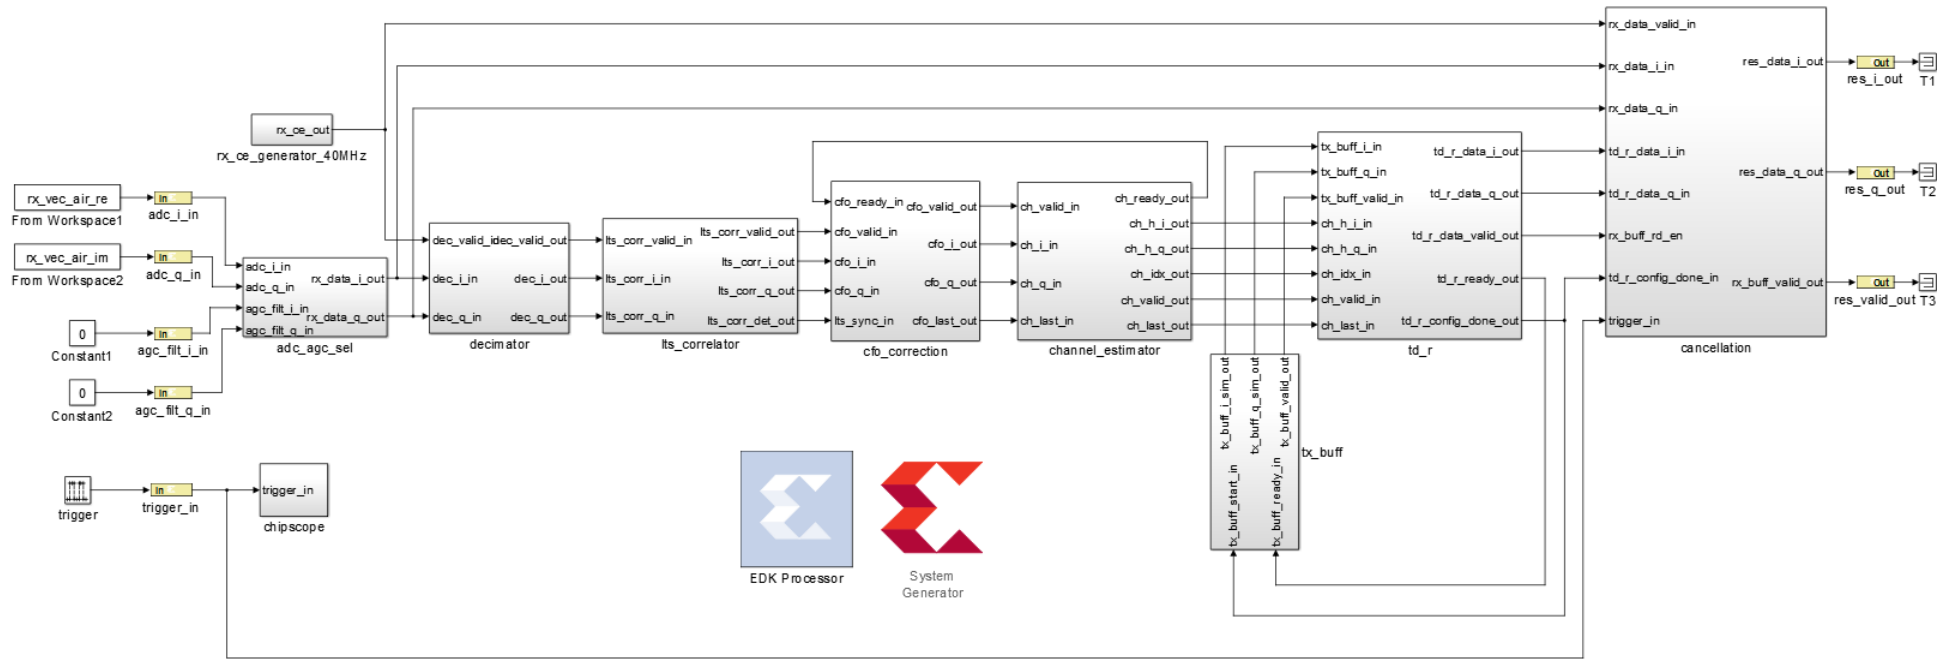 rx_ce_out
rx_ce_generator_40MHz
rx_vec_air_re
From Workspace1
In
adc_i_in
rx_vec_air_im
From Workspace2
In
adc_q_in
0
Constant1
In
agc_filt_i_in
0
Constant2
In
agc_filt_q_in
adc_i_in
adc_q_in
agc_filt_i_in
agc_filt_q_in
rx_data_i_out
rx_data_q_out
adc_agc_sel
dec_valid_i
dec_valid_out
dec_i_in
dec_i_out
dec_q_in
dec_q_out
decimator
lts_corr_valid_in
lts_corr_i_in
lts_corr_q_in
lts_corr_valid_out
lts_corr_i_out
lts_corr_q_out
lts_corr_det_out
lts_correlator
cfo_ready_in
cfo_valid_in
cfo_i_in
cfo_q_in
lts_sync_in
cfo_valid_out
cfo_i_out
cfo_q_out
cfo_last_out
cfo_correction
ch_valid_in
ch_i_in
ch_q_in
ch_last_in
ch_ready_out
ch_h_i_out
ch_h_q_out
ch_idx_out
ch_valid_out
ch_last_out
channel_estimator
tx_buff_i_in
tx_buff_q_in
tx_buff_valid_in
ch_h_i_in
ch_h_q_in
ch_idx_in
ch_valid_in
ch_last_in
td_r_data_i_out
td_r_data_q_out
td_r_data_valid_out
td_r_ready_out
td_r_config_done_out
td_r
tx_buff_i_sim_out
tx_buff_q_sim_out
tx_buff_valid_out
tx_buff_start_in
tx_buff_ready_in
tx_buff
rx_data_valid_in
rx_data_i_in
rx_data_q_in
td_r_data_i_in
td_r_data_q_in
rx_buff_rd_en
td_r_config_done_in
trigger_in
res_data_i_out
res_data_q_out
rx_buff_valid_out
cancellation
Out
res_i_out
T1
Out
res_q_out
T2
Out
res_valid_out
T3
trigger
In
trigger_in
trigger_in
chipscope
EDK Processor
System
Generator